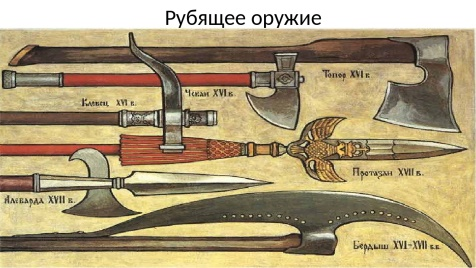 Рубящее оружие
Топор XVI в.
Чекан XVI в.
Клевец XVI в.
Протазан XVII в.
Алебарда XVII в.
Бердыш XVI-XVII в.в.